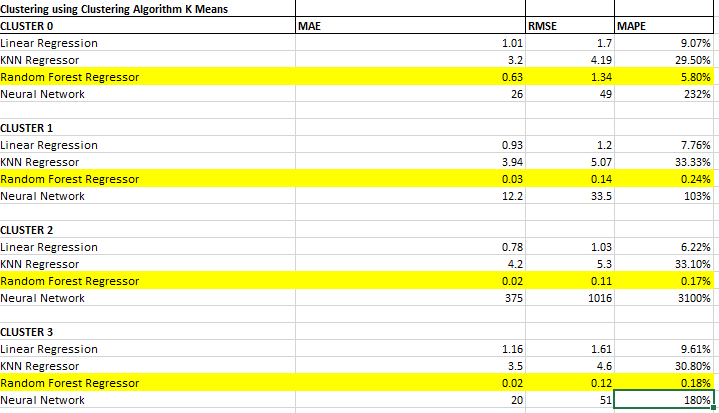 Clustering using Clustering Algorithm K Means
CLUSTER 0 MAE RMSE MAPE
Linear Regression 1.01 1.7 9.07%
KNN Regressor 3.2 4.19 29.50%
Random Forest Regressor 0.63 1.34 5.80%
Neural Network 26 49 232%
CLUSTER 1
Linear Regression 0.93 1.2 7.76%
KNN Regressor 3.94 5.07 33.33%
Random Forest Regressor 0.03 0.14 0.24%
Neural Network 12.2 33.5 103%
CLUSTER 2
Linear Regression 0.78 1.03 6.22%
KNN Regressor 4.2 5.3 33.10%
Random Forest Regressor 0.02 0.11 0.17%
Neural Network 375 1016 3100%
CLUSTER 3
Linear Regression 1.16 1.61 9.61%
KNN Regressor 3.5 4.6 30.80%
Random Forest Regressor 0.02 0.12 0.18%
Neural Network 20 51 180%